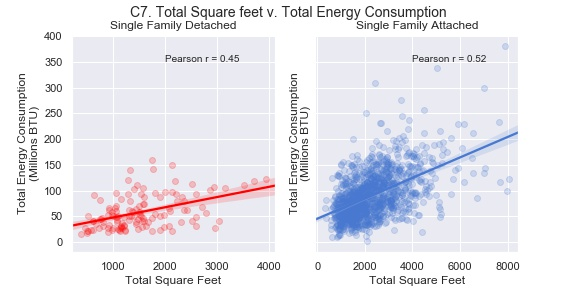 C7. Total Square feet v. Total Energy Consumption
Single Family Detached
Single Family Attached
400
350
300
250
200
150
100
50
0
Total Energy Consumption
(Millions BTU)
Pearson r = 0.45
1000
2000
3000
4000
Total Square Feet
Total Energy Consumption
(Millions BTU)
Pearson r = 0.52
0
2000
4000
6000
8000
Total Square Feet